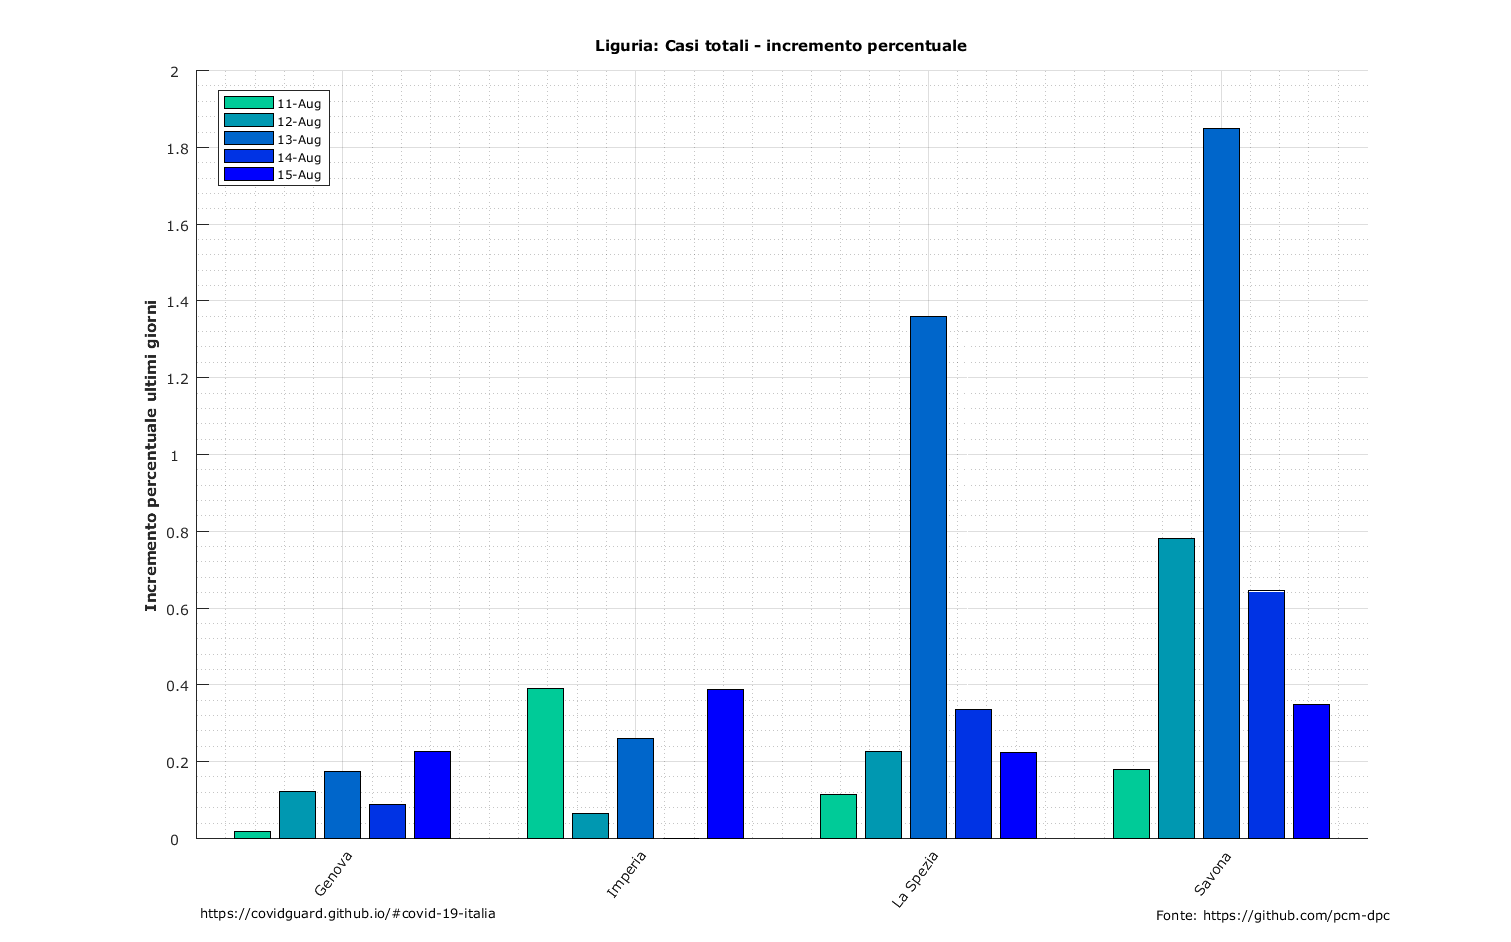 Liguria: Casi totali - incremento percentuale
2
1.8
1.6
1.4
1.2
1
0.8
0.6
0.4
0.2
0
Incremento percentuale ultimi giorni
11-Aug
12-Aug
13-Aug
14-Aug
15-Aug
Genova
Imperia
La Spezia
Savona
https://covidguard.github.io/#covid-19-italia
Fonte: https://github.com/pcm-dpc